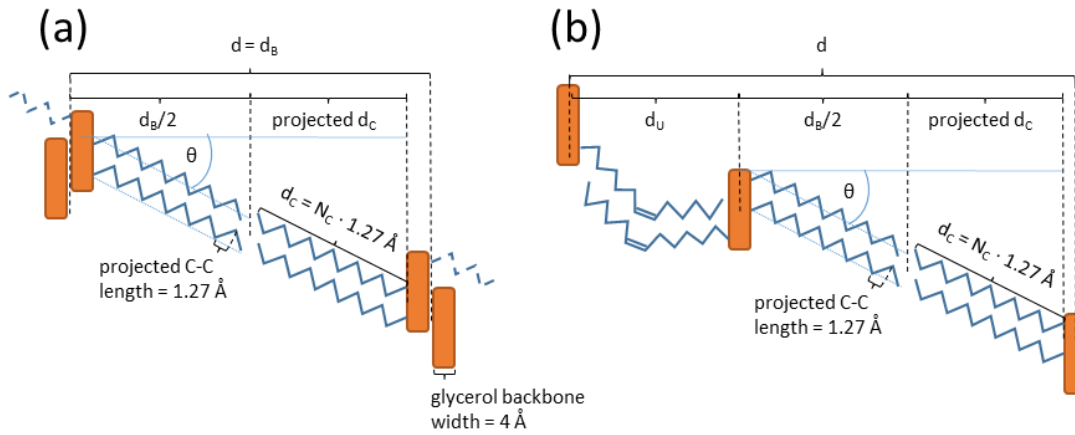 (a)
d = d_B
d_B/2
projected d_C
θ
d_C = N_C · 1.27 Å
projected C-C
length = 1.27 Å
glycerol backbone
width = 4 Å
(b)
d
d_U
d_B/2
projected d_C
θ
d_C = N_C · 1.27 Å
projected C-C
length = 1.27 Å